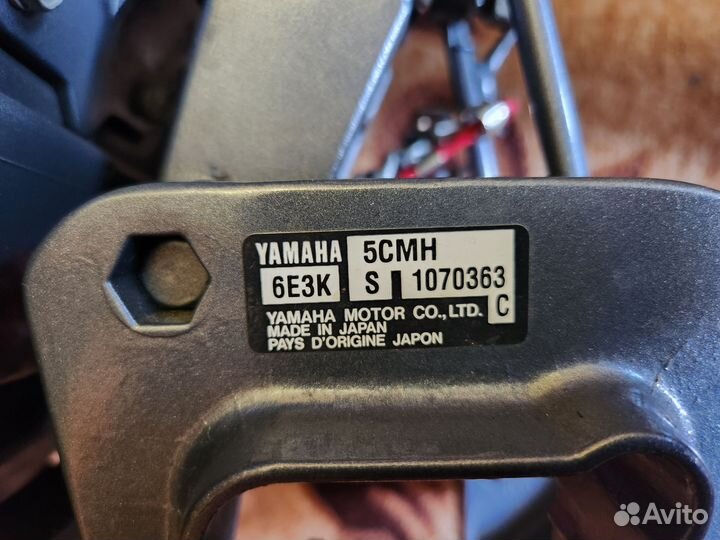 YAMAHA 5CMH
6E3K S 1070363
YAMAHA MOTOR CO.,LTD. C
MADE IN JAPAN
PAYS D'ORIGINE JAPON
Avito